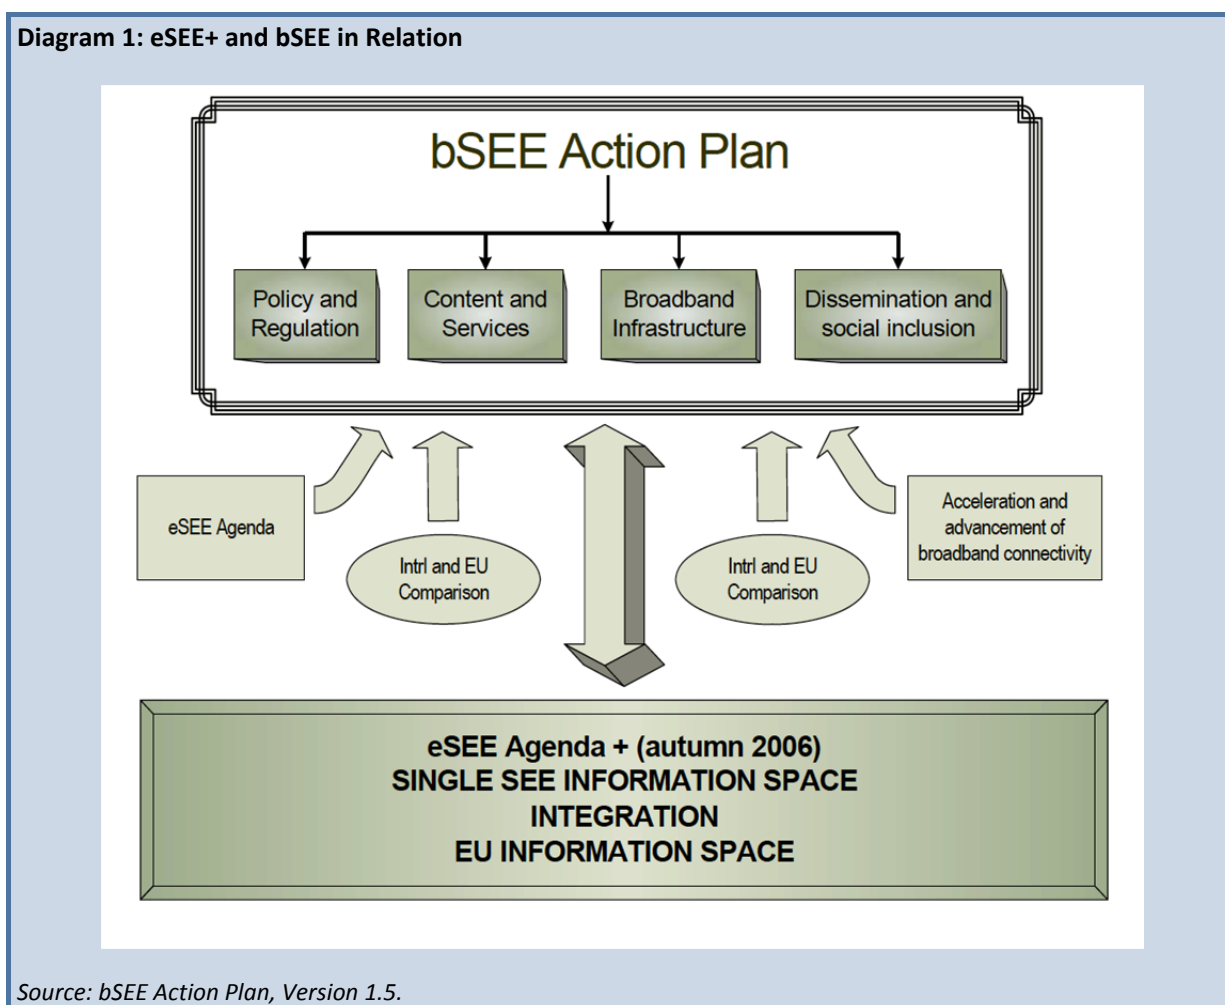 Diagram 1: eSEE+ and bSEE in Relation
bSEE Action Plan
Policy and
Regulation
Content and
Services
Broadband
Infrastructure
Dissemination and
social inclusion
eSEE Agenda
Intrl and EU
Comparison
Intrl and EU
Comparison
Acceleration and
advancement of
broadband connectivity
eSEE Agenda + (autumn 2006)
SINGLE SEE INFORMATION SPACE
INTEGRATION
EU INFORMATION SPACE
Source: bSEE Action Plan, Version 1.5.